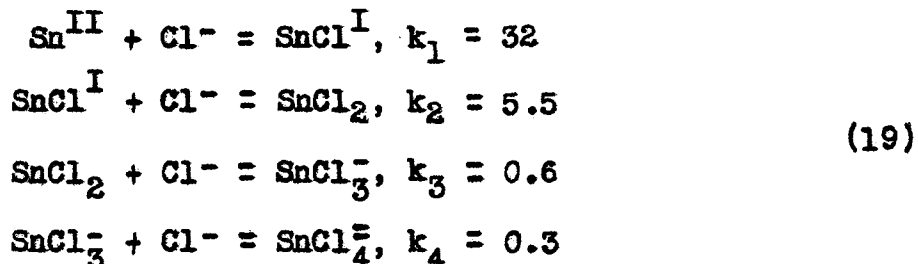 Sn^II + Cl- = SnCl^I, k_1 = 32
SnCl^I + Cl- = SnCl_2, k_2 = 5.5
(19)
SnCl_2 + Cl- = SnCl_3^-, k_3 = 0.6
SnCl_3^- + Cl- = SnCl_4^=, k_4 = 0.3